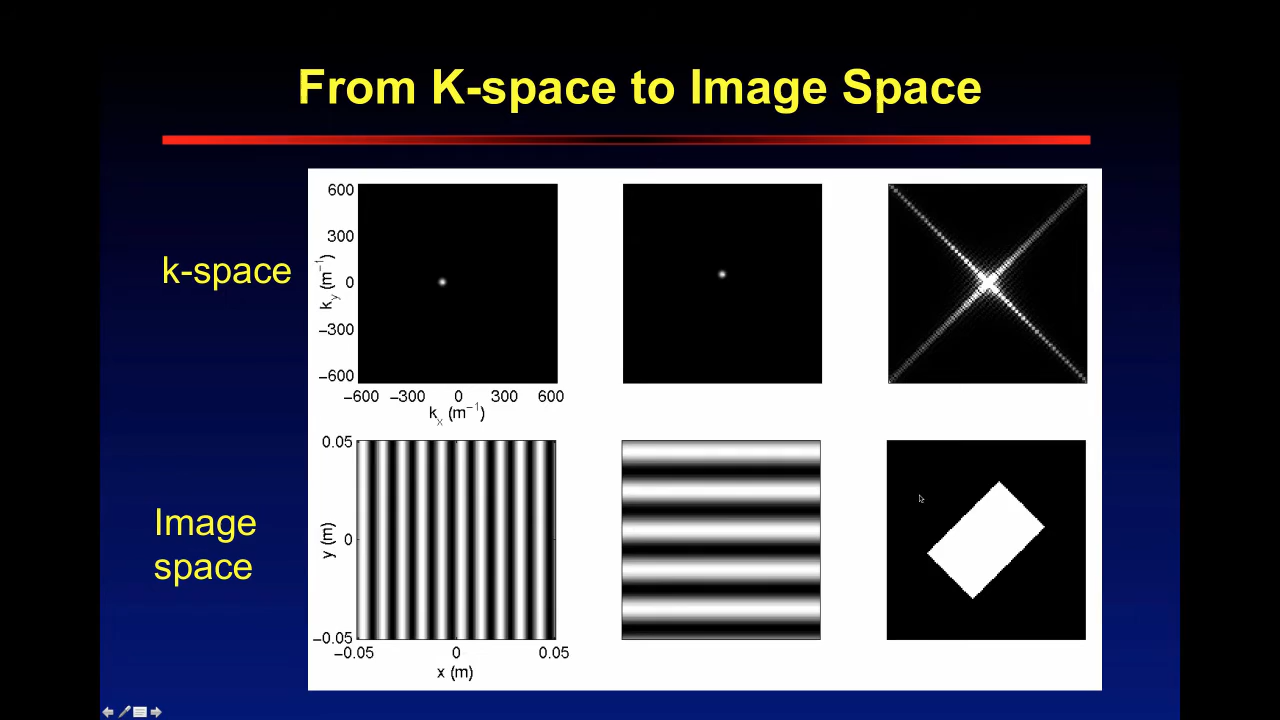 From K-space to Image Space
k-space
600
300
0
−300
−600
k_y (m⁻¹)
−600 −300 0 300 600
k_x (m⁻¹)
Image
space
0.05
0
−0.05
y (m)
−0.05 0 0.05
x (m)